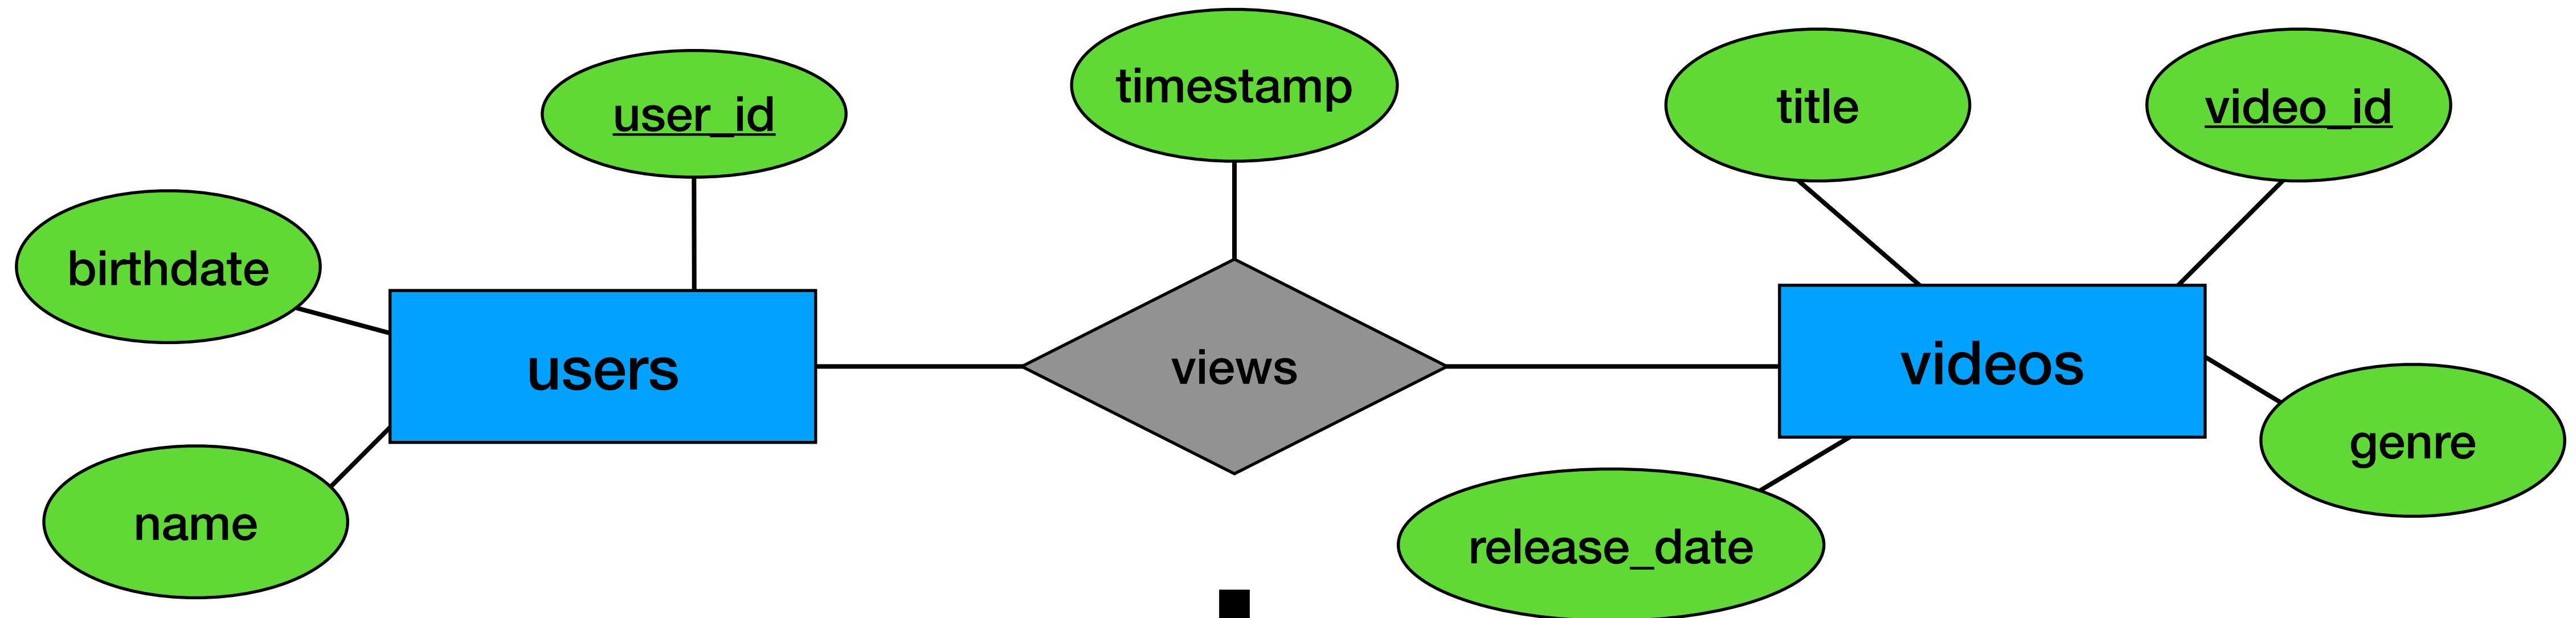 timestamp
title
video_id
user_id
birthdate
users
views
videos
genre
name
release_date